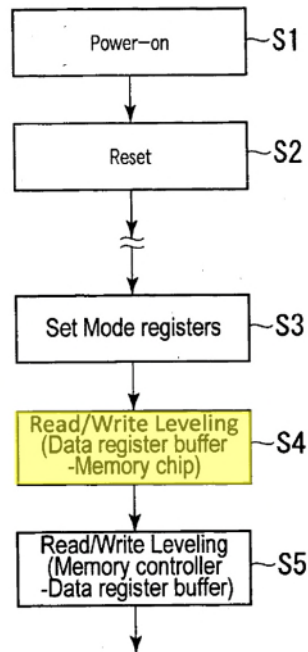 Power-on
S1
Reset
S2
Set Mode registers
S3
Read/Write Leveling
(Data register buffer
-Memory chip)
S4
Read/Write Leveling
(Memory controller
-Data register buffer)
S5